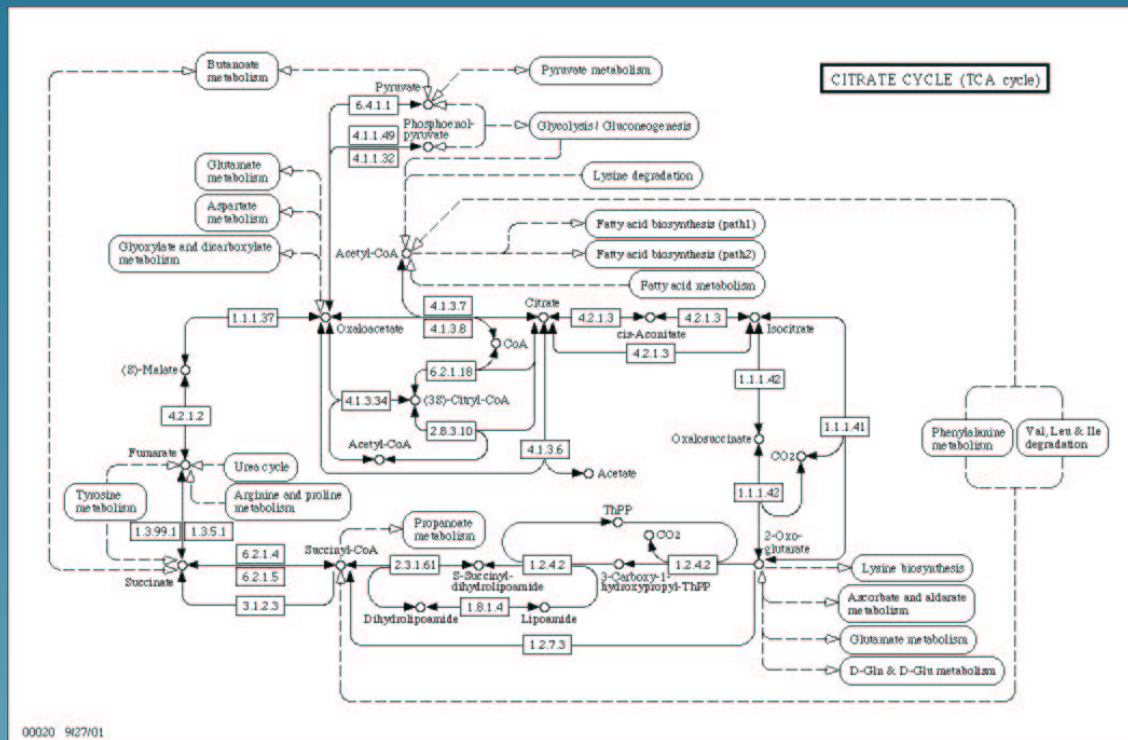 Butanoate
metabolism
Pyruvate metabolism
CITRATE CYCLE (TCA cycle)
Pyruvate
6.4.1.1
Phosphoenol-
pyruvate
4.1.1.49
4.1.1.32
Glycolysis / Gluconeogenesis
Glutamate
metabolism
Lysine degradation
Aspartate
metabolism
Fatty acid biosynthesis (path1)
Glyoxylate and dicarboxylate
metabolism
Acetyl-CoA
Fatty acid biosynthesis (path2)
Fatty acid metabolism
1.1.1.37
Oxaloacetate
4.1.3.7
4.1.3.8
Citrate
4.2.1.3
cis-Aconitate
4.2.1.3
Isocitrate
CoA
4.2.1.3
(S)-Malate
6.2.1.18
1.1.1.42
4.1.3.34
(3S)-Citryl-CoA
4.2.1.2
2.8.3.10
1.1.1.41
Phenylalanine
metabolism
Val, Leu & Ile
degradation
Oxalosuccinate
Acetyl-CoA
4.1.3.6
CO2
Fumarate
Urea cycle
Acetate
Tyrosine
metabolism
Arginine and proline
metabolism
1.1.1.42
1.3.99.1
1.3.5.1
Propanoate
metabolism
ThPP
CO2
2-Oxo-
glutarate
6.2.1.4
Succinyl-CoA
Succinate
6.2.1.5
2.3.1.61
S-Succinyl-
dihydrolipoamide
1.2.4.2
3-Carboxy-1-
hydroxypropyl-ThPP
1.2.4.2
Lysine biosynthesis
3.1.2.3
Dihydrolipoamide
1.8.1.4
Lipoamide
Ascorbate and aldarate
metabolism
1.2.7.3
Glutamate metabolism
D-Gln & D-Glu metabolism
00020 9/27/01